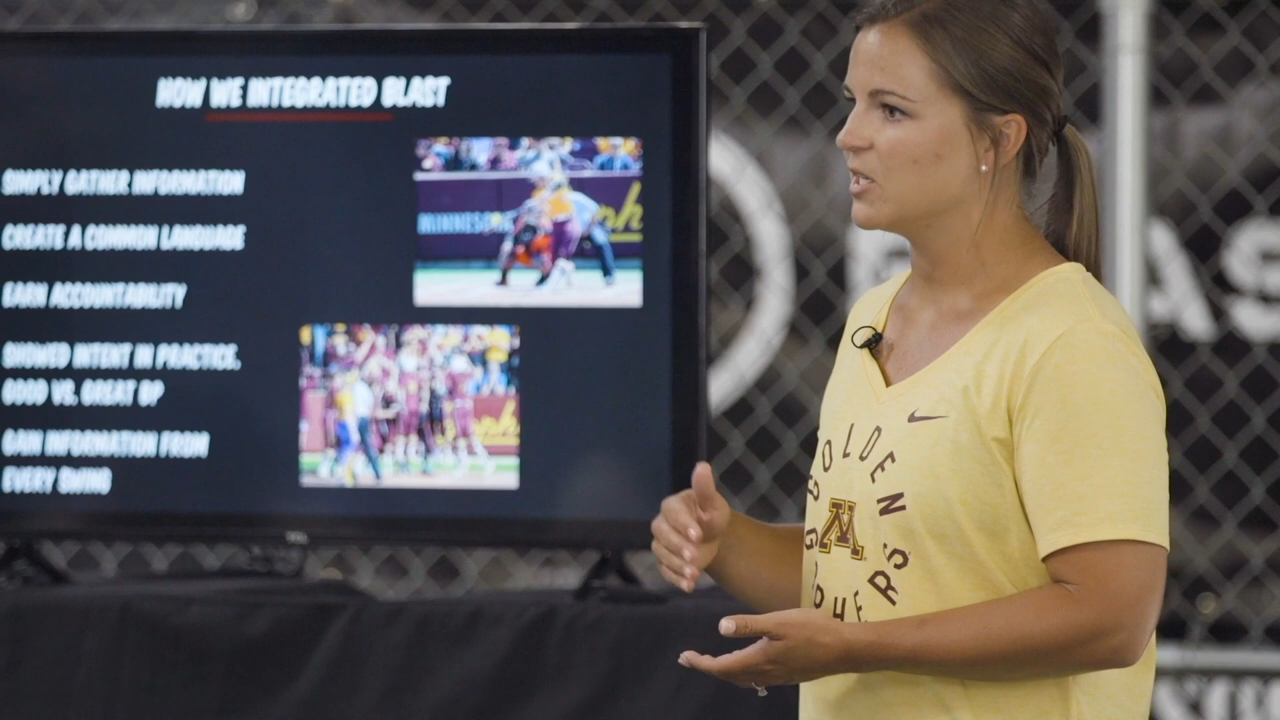 HOW WE INTEGRATED BLAST
SIMPLY GATHER INFORMATION
CREATE A COMMON LANGUAGE
EARN ACCOUNTABILITY
SHOWED INTENT IN PRACTICE.
GOOD VS. GREAT BP
GAIN INFORMATION FROM
EVERY SWING
GOLDEN
M
GOPHERS